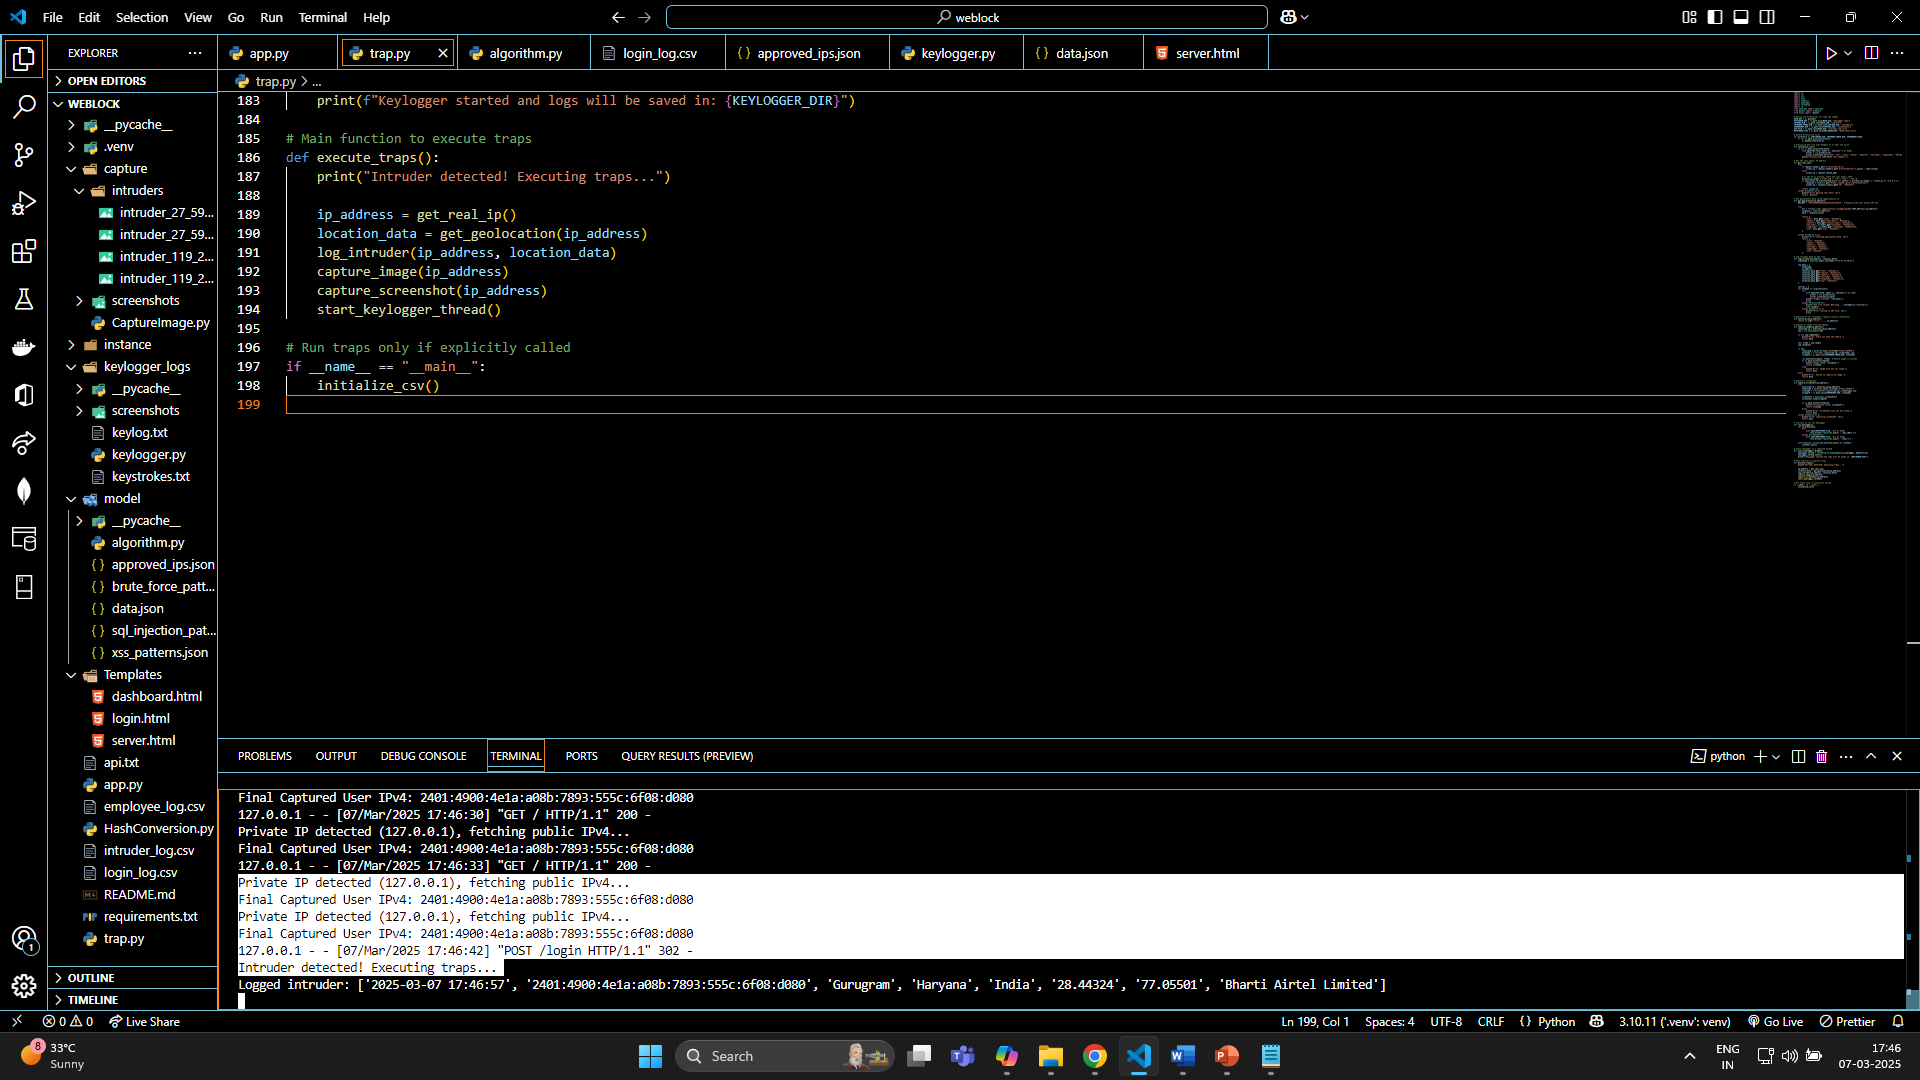 File Edit Selection View Go Run Terminal Help
weblock
EXPLORER
OPEN EDITORS
WEBLOCK
__pycache__
.venv
capture
intruders
intruder_27_59...
intruder_27_59...
intruder_119_2...
intruder_119_2...
screenshots
CaptureImage.py
instance
keylogger_logs
__pycache__
screenshots
keylog.txt
keylogger.py
keystrokes.txt
model
__pycache__
algorithm.py
approved_ips.json
brute_force_patt...
data.json
sql_injection_pat...
xss_patterns.json
Templates
dashboard.html
login.html
server.html
api.txt
app.py
employee_log.csv
HashConversion.py
intruder_log.csv
login_log.csv
README.md
requirements.txt
trap.py
OUTLINE
TIMELINE
app.py trap.py algorithm.py login_log.csv approved_ips.json keylogger.py data.json server.html
trap.py > ...
183 print(f"Keylogger started and logs will be saved in: {KEYLOGGER_DIR}")
184
185 # Main function to execute traps
186 def execute_traps():
187 print("Intruder detected! Executing traps...")
188
189 ip_address = get_real_ip()
190 location_data = get_geolocation(ip_address)
191 log_intruder(ip_address, location_data)
192 capture_image(ip_address)
193 capture_screenshot(ip_address)
194 start_keylogger_thread()
195
196 # Run traps only if explicitly called
197 if __name__ == "__main__":
198 initialize_csv()
199
PROBLEMS OUTPUT DEBUG CONSOLE TERMINAL PORTS QUERY RESULTS (PREVIEW)
python
Final Captured User IPv4: 2401:4900:4e1a:a08b:7893:555c:6f08:d080
127.0.0.1 - - [07/Mar/2025 17:46:30] "GET / HTTP/1.1" 200 -
Private IP detected (127.0.0.1), fetching public IPv4...
Final Captured User IPv4: 2401:4900:4e1a:a08b:7893:555c:6f08:d080
127.0.0.1 - - [07/Mar/2025 17:46:33] "GET / HTTP/1.1" 200 -
Private IP detected (127.0.0.1), fetching public IPv4...
Final Captured User IPv4: 2401:4900:4e1a:a08b:7893:555c:6f08:d080
Private IP detected (127.0.0.1), fetching public IPv4...
Final Captured User IPv4: 2401:4900:4e1a:a08b:7893:555c:6f08:d080
127.0.0.1 - - [07/Mar/2025 17:46:42] "POST /login HTTP/1.1" 302 -
Intruder detected! Executing traps...
Logged intruder: ['2025-03-07 17:46:57', '2401:4900:4e1a:a08b:7893:555c:6f08:d080', 'Gurugram', 'Haryana', 'India', '28.44324', '77.05501', 'Bharti Airtel Limited']
1
0 0 Live Share
Ln 199, Col 1 Spaces: 4 UTF-8 CRLF { } Python 3.10.11 ('.venv': venv) Go Live Prettier
8
33°C
Sunny
Search
ENG
IN
17:46
07-03-2025